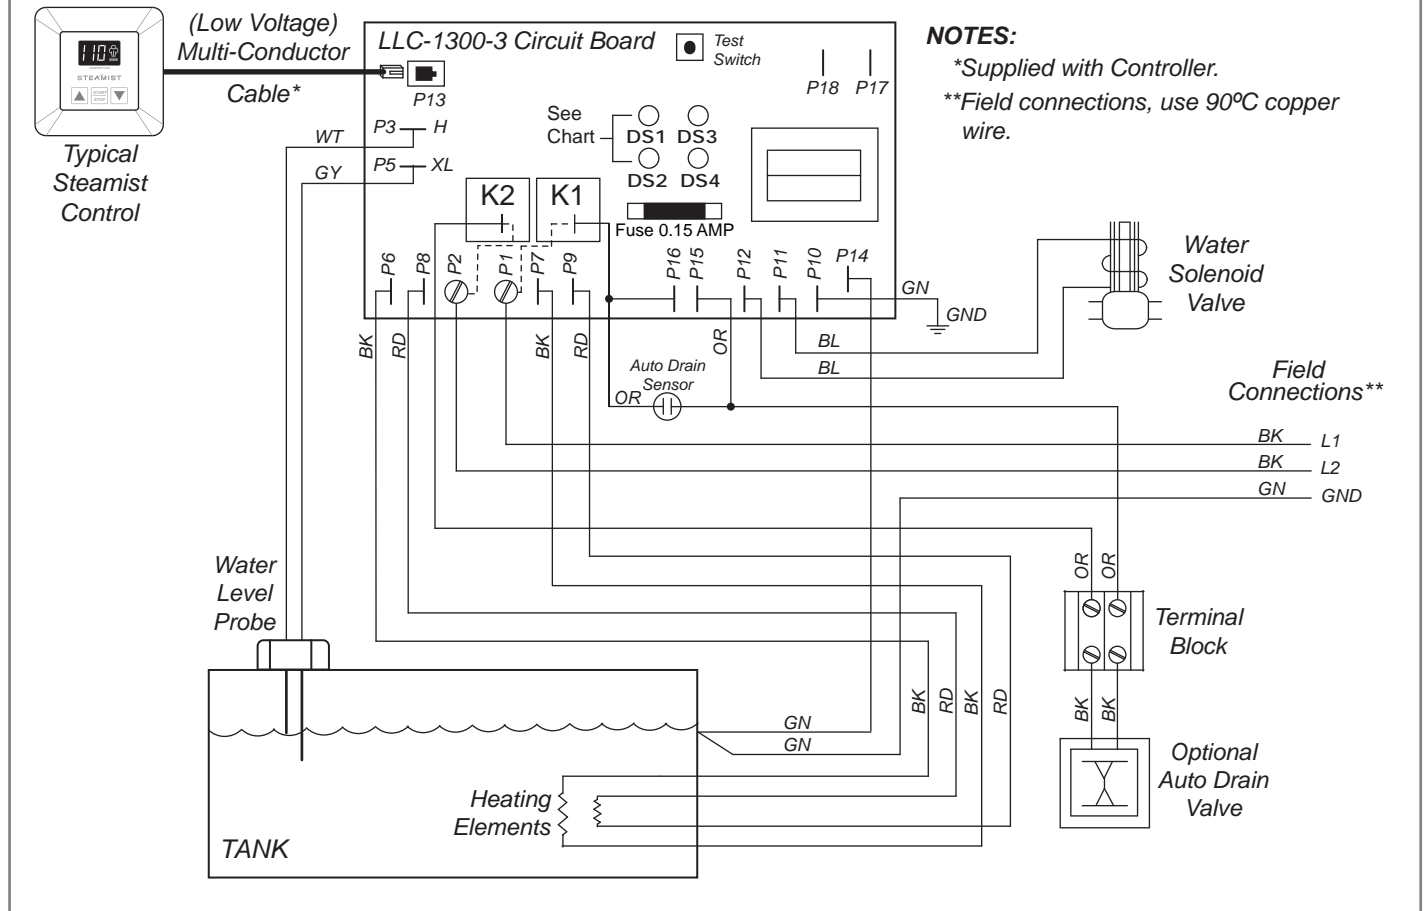 (Low Voltage)
Multi-Conductor
Cable*
110
STEAMIST
START
STOP
Typical
Steamist
Control
LLC-1300-3 Circuit Board
Test
Switch
P13
P18 P17
NOTES:
*Supplied with Controller.
**Field connections, use 90ºC copper
wire.
WT
P3 H
GY
P5 XL
See
Chart
DS1 DS3
DS2 DS4
K2 K1
Fuse 0.15 AMP
P6 P8 P2 P1 P7 P9 P16 P15 P12 P11 P10 P14
GN
GND
Water
Solenoid
Valve
BK RD BK RD OR
BL
BL
Auto Drain
Sensor
OR
Field
Connections**
BK L1
BK L2
GN GND
OR OR
Terminal
Block
BK BK
Optional
Auto Drain
Valve
Water
Level
Probe
BK RD BK RD
GN
GN
Heating
Elements
TANK